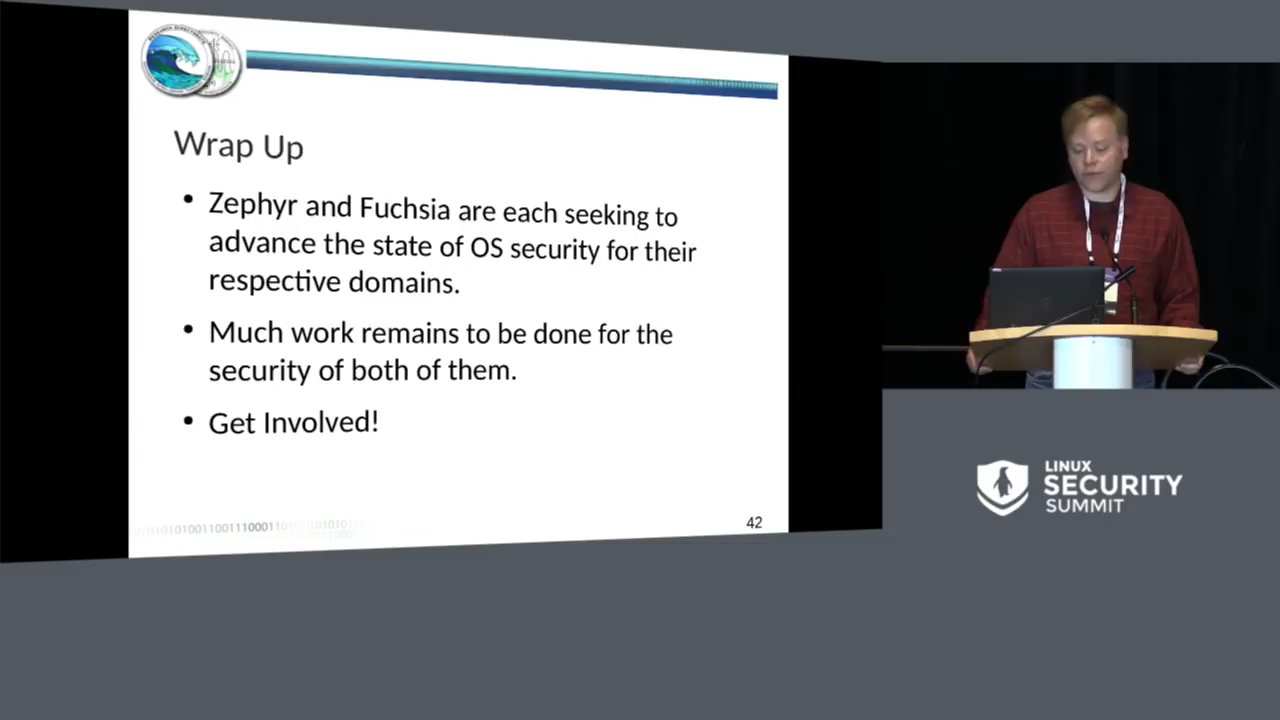 Wrap Up
• Zephyr and Fuchsia are each seeking to
advance the state of OS security for their
respective domains.
• Much work remains to be done for the
security of both of them.
• Get Involved!
42
LINUX
SECURITY
SUMMIT